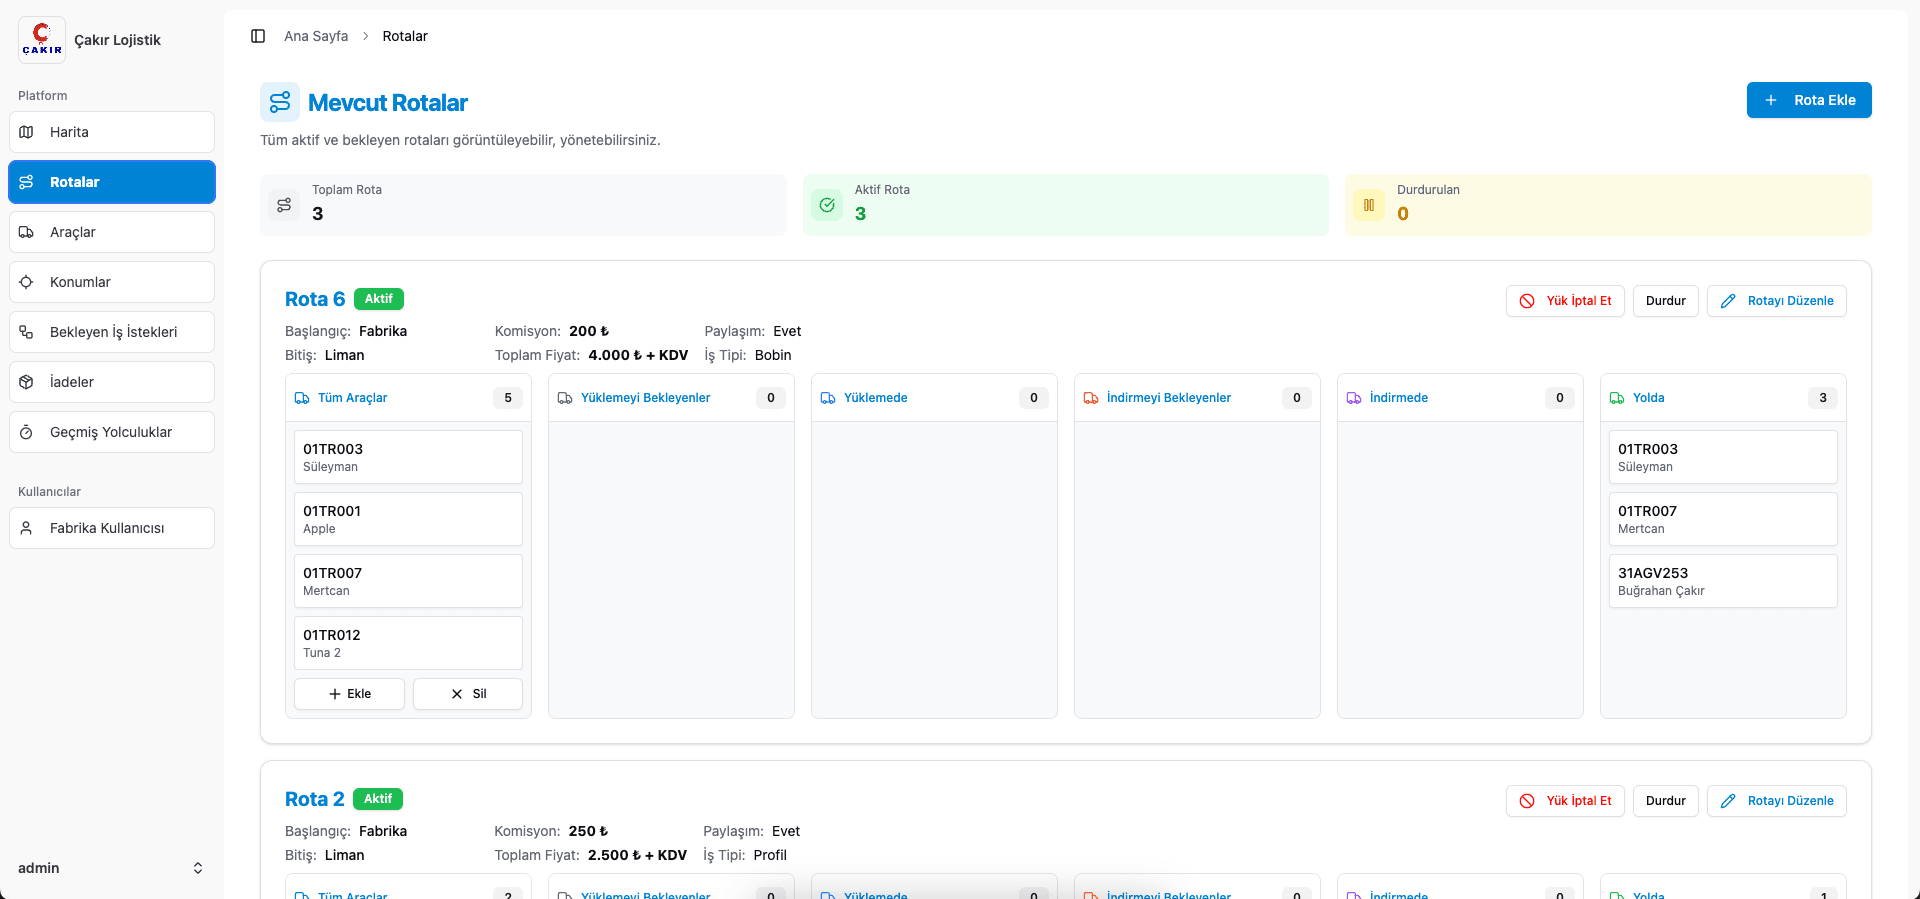 ÇAKIR
Çakır Lojistik
Platform
Harita
Rotalar
Araçlar
Konumlar
Bekleyen İş İstekleri
İadeler
Geçmiş Yolculuklar
Kullanıcılar
Fabrika Kullanıcısı
admin
Ana Sayfa > Rotalar
Mevcut Rotalar
Tüm aktif ve bekleyen rotaları görüntüleyebilir, yönetebilirsiniz.
+ Rota Ekle
Toplam Rota
3
Aktif Rota
3
Durdurulan
0
Rota 6 Aktif
Yük İptal Et
Durdur
Rotayı Düzenle
Başlangıç: Fabrika
Komisyon: 200 ₺
Paylaşım: Evet
Bitiş: Liman
Toplam Fiyat: 4.000 ₺ + KDV
İş Tipi: Bobin
Tüm Araçlar 5
01TR003
Süleyman
01TR001
Apple
01TR007
Mertcan
01TR012
Tuna 2
+ Ekle
× Sil
Yüklemeyi Bekleyenler 0
Yüklemede 0
İndirmeyi Bekleyenler 0
İndirmede 0
Yolda 3
01TR003
Süleyman
01TR007
Mertcan
31AGV253
Buğrahan Çakır
Rota 2 Aktif
Yük İptal Et
Durdur
Rotayı Düzenle
Başlangıç: Fabrika
Komisyon: 250 ₺
Paylaşım: Evet
Bitiş: Liman
Toplam Fiyat: 2.500 ₺ + KDV
İş Tipi: Profil
Tüm Araçlar 2
Yüklemeyi Bekleyenler 0
Yüklemede 0
İndirmeyi Bekleyenler 0
İndirmede 0
Yolda 1